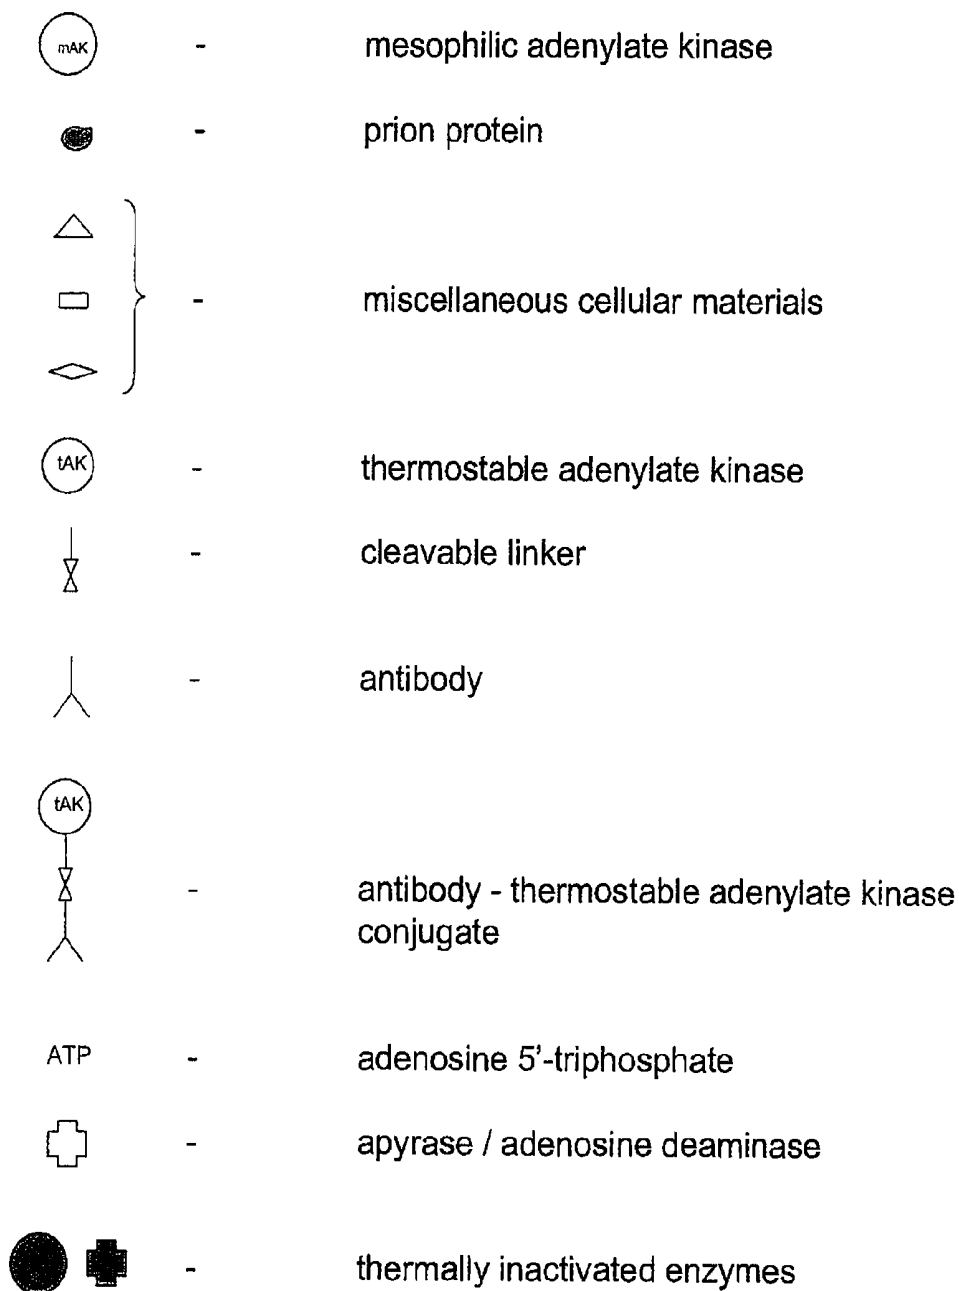 mAK - mesophilic adenylate kinase
- prion protein
- miscellaneous cellular materials
tAK - thermostable adenylate kinase
- cleavable linker
- antibody
tAK
- antibody - thermostable adenylate kinase
conjugate
ATP - adenosine 5'-triphosphate
- apyrase / adenosine deaminase
- thermally inactivated enzymes